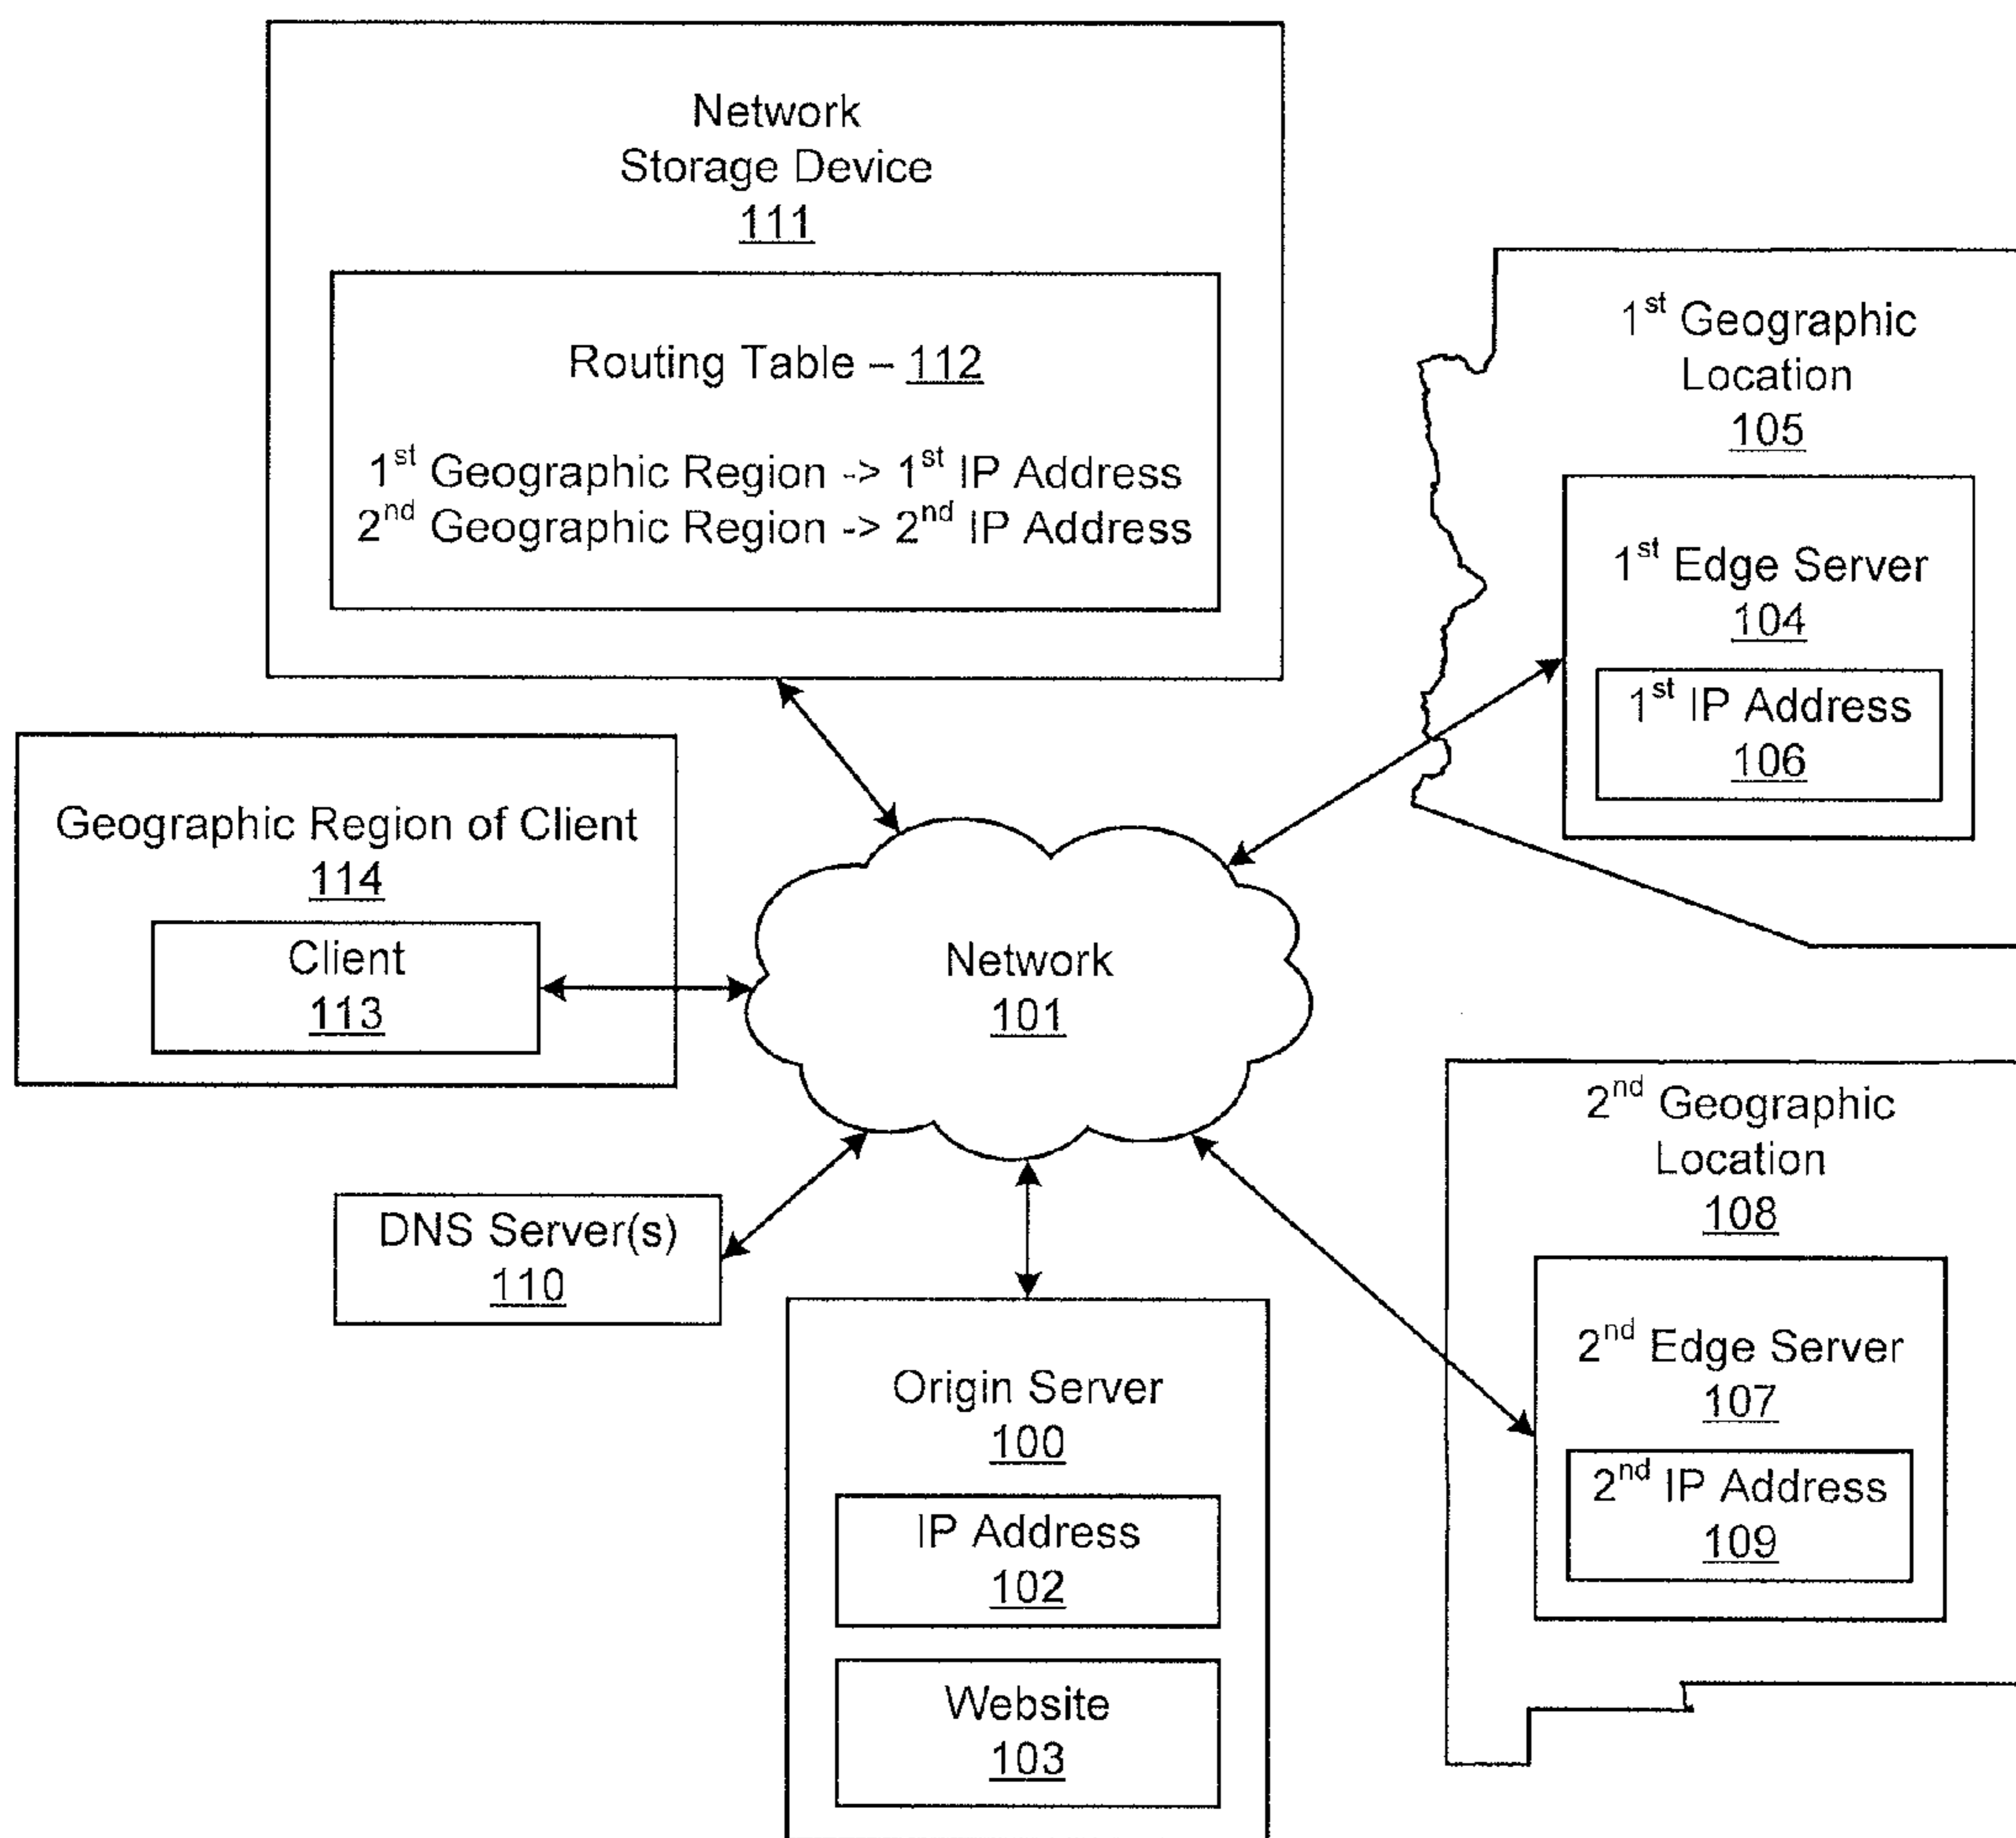 Network
Storage Device
111
Routing Table – 112
1st Geographic Region -> 1st IP Address
2nd Geographic Region -> 2nd IP Address
1st Geographic
Location
105
1st Edge Server
104
1st IP Address
106
Geographic Region of Client
114
Client
113
Network
101
2nd Geographic
Location
108
2nd Edge Server
107
2nd IP Address
109
DNS Server(s)
110
Origin Server
100
IP Address
102
Website
103